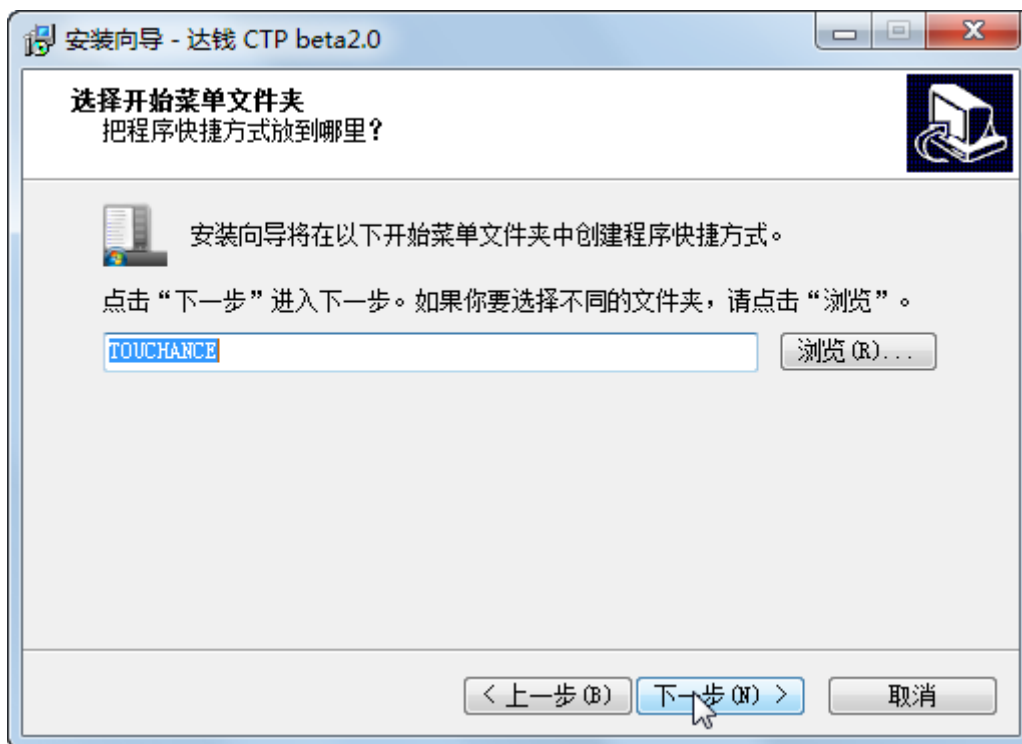 安装向导 - 达钱 CTP beta2.0
选择开始菜单文件夹
把程序快捷方式放到哪里？
安装向导将在以下开始菜单文件夹中创建程序快捷方式。
点击“下一步”进入下一步。如果你要选择不同的文件夹，请点击“浏览”。
TOUCHANCE
浏览(R)...
< 上一步(B)
下一步(N) >
取消